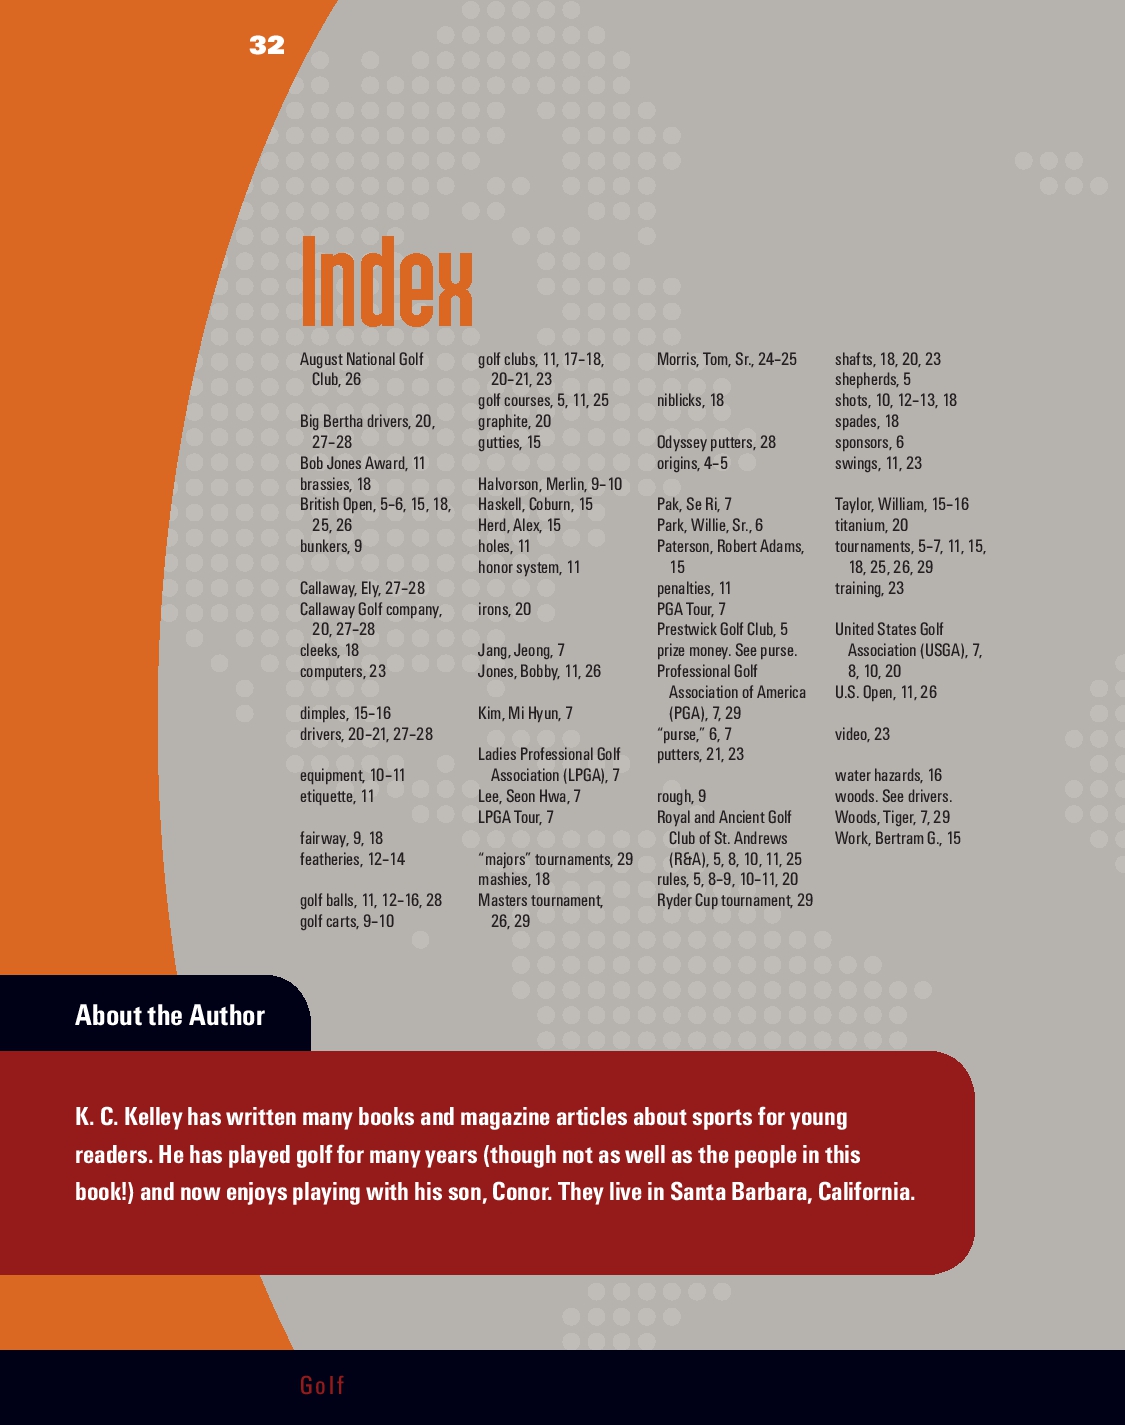 32
Index
August National Golf
Club, 26
Big Bertha drivers, 20,
27–28
Bob Jones Award, 11
brassies, 18
British Open, 5–6, 15, 18,
25, 26
bunkers, 9
Callaway, Ely, 27–28
Callaway Golf company,
20, 27–28
cleeks, 18
computers, 23
dimples, 15–16
drivers, 20–21, 27–28
equipment, 10–11
etiquette, 11
fairway, 9, 18
featheries, 12–14
golf balls, 11, 12–16, 28
golf carts, 9–10
golf clubs, 11, 17–18,
20–21, 23
golf courses, 5, 11, 25
graphite, 20
gutties, 15
Halvorson, Merlin, 9–10
Haskell, Coburn, 15
Herd, Alex, 15
holes, 11
honor system, 11
irons, 20
Jang, Jeong, 7
Jones, Bobby, 11, 26
Kim, Mi Hyun, 7
Ladies Professional Golf
Association (LPGA), 7
Lee, Seon Hwa, 7
LPGA Tour, 7
“majors” tournaments, 29
mashies, 18
Masters tournament,
26, 29
Morris, Tom, Sr., 24–25
niblicks, 18
Odyssey putters, 28
origins, 4–5
Pak, Se Ri, 7
Park, Willie, Sr., 6
Paterson, Robert Adams,
15
penalties, 11
PGA Tour, 7
Prestwick Golf Club, 5
prize money. See purse.
Professional Golf
Association of America
(PGA), 7, 29
“purse,” 6, 7
putters, 21, 23
rough, 9
Royal and Ancient Golf
Club of St. Andrews
(R&A), 5, 8, 10, 11, 25
rules, 5, 8–9, 10–11, 20
Ryder Cup tournament, 29
shafts, 18, 20, 23
shepherds, 5
shots, 10, 12–13, 18
spades, 18
sponsors, 6
swings, 11, 23
Taylor, William, 15–16
titanium, 20
tournaments, 5–7, 11, 15,
18, 25, 26, 29
training, 23
United States Golf
Association (USGA), 7,
8, 10, 20
U.S. Open, 11, 26
video, 23
water hazards, 16
woods. See drivers.
Woods, Tiger, 7, 29
Work, Bertram G., 15
About the Author
K. C. Kelley has written many books and magazine articles about sports for young
readers. He has played golf for many years (though not as well as the people in this
book!) and now enjoys playing with his son, Conor. They live in Santa Barbara, California.
Golf